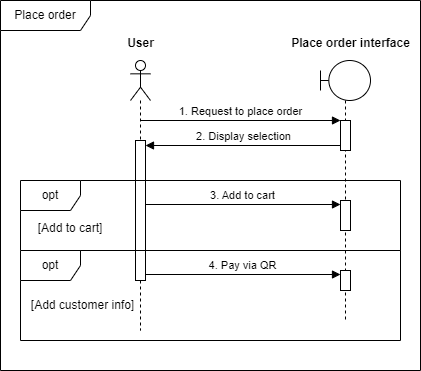 Place order
User
Place order interface
1. Request to place order
2. Display selection
opt
3. Add to cart
[Add to cart]
opt
4. Pay via QR
[Add customer info]